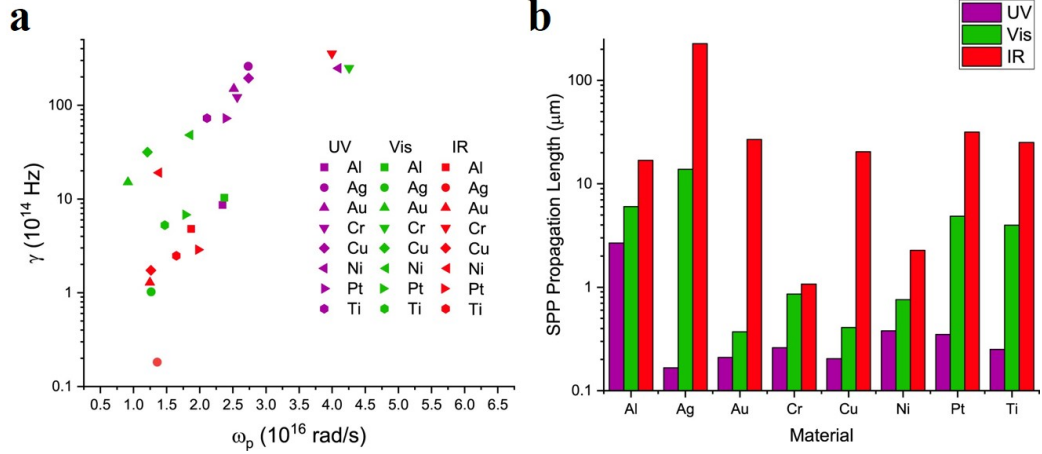 a
γ (10¹⁴ Hz)
100
10
1
0.1
0.5 1.0 1.5 2.0 2.5 3.0 3.5 4.0 4.5 5.0 5.5 6.0 6.5
ωₚ (10¹⁶ rad/s)
UV Vis IR
Al Al Al
Ag Ag Ag
Au Au Au
Cr Cr Cr
Cu Cu Cu
Ni Ni Ni
Pt Pt Pt
Ti Ti Ti
b
UV
Vis
IR
SPP Propagation Length (μm)
100
10
1
0.1
Al Ag Au Cr Cu Ni Pt Ti
Material